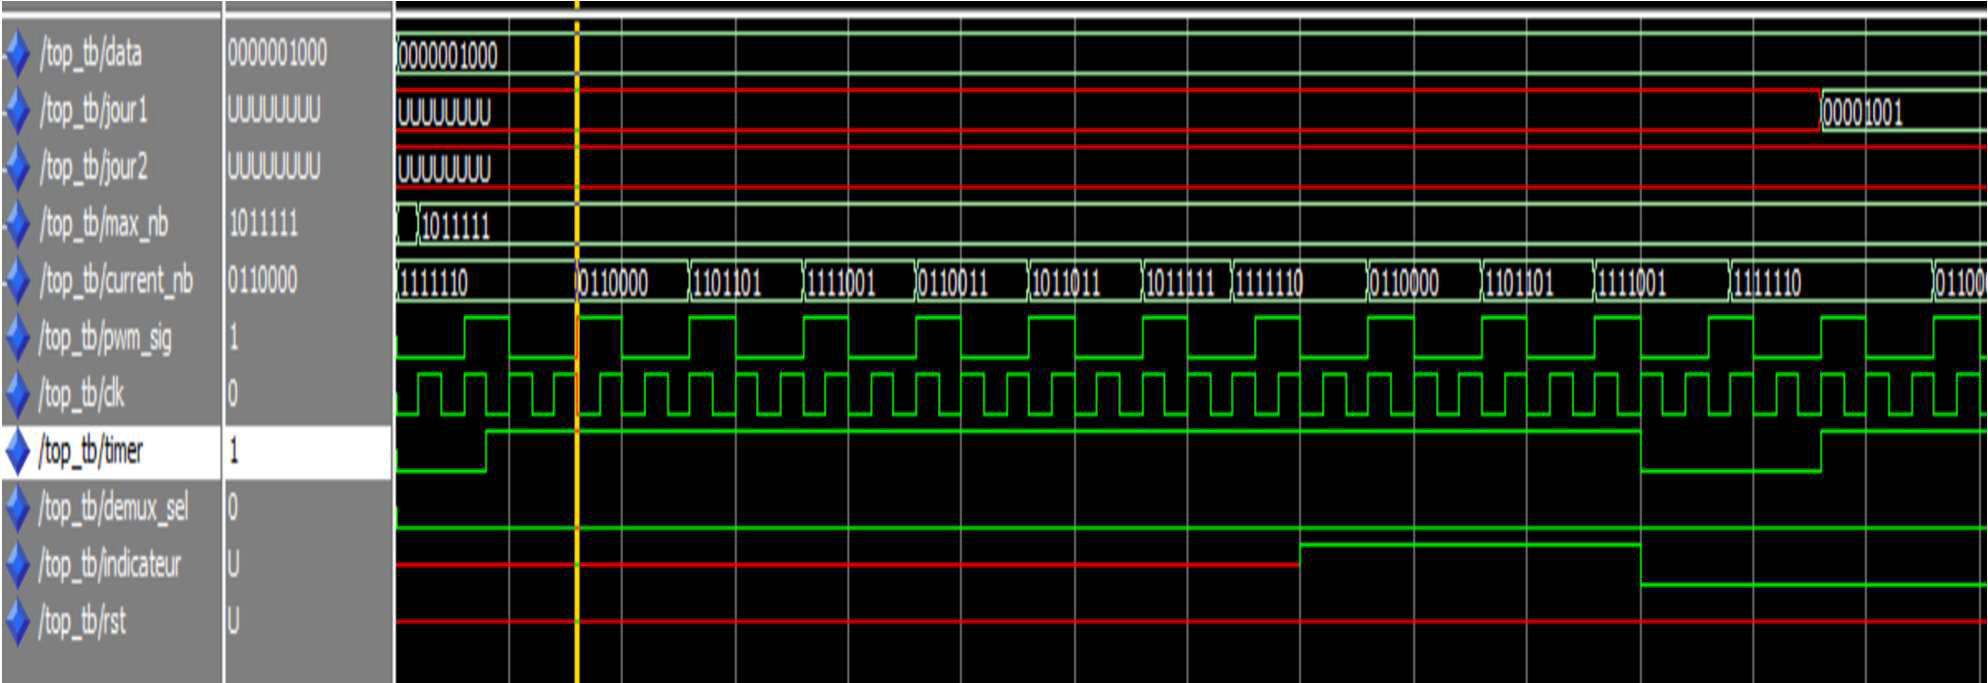 /top_tb/data 0000001000 0000001000
/top_tb/jour1 UUUUUUUU UUUUUUUU 00001001
/top_tb/jour2 UUUUUUUU UUUUUUUU
/top_tb/max_nb 1011111 1011111
/top_tb/current_nb 0110000 1111110 0110000 1101101 1111001 0110011 1011011 1011111 1111110 0110000 1101101 1111001 1111110 01100
/top_tb/pwm_sig 1
/top_tb/clk 0
/top_tb/timer 1
/top_tb/demux_sel 0
/top_tb/indicateur U
/top_tb/rst U